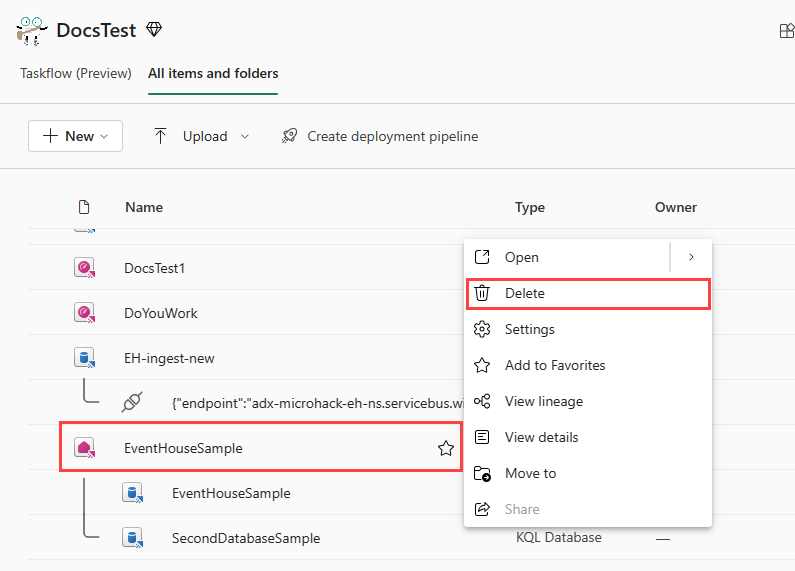 DocsTest
Taskflow (Preview) All items and folders
New Upload Create deployment pipeline
Name Type Owner
DocsTest1
DoYouWork
EH-ingest-new
{"endpoint":"adx-microhack-eh-ns.servicebus.wi
EventHouseSample
EventHouseSample
SecondDatabaseSample KQL Database —
Open
Delete
Settings
Add to Favorites
View lineage
View details
Move to
Share